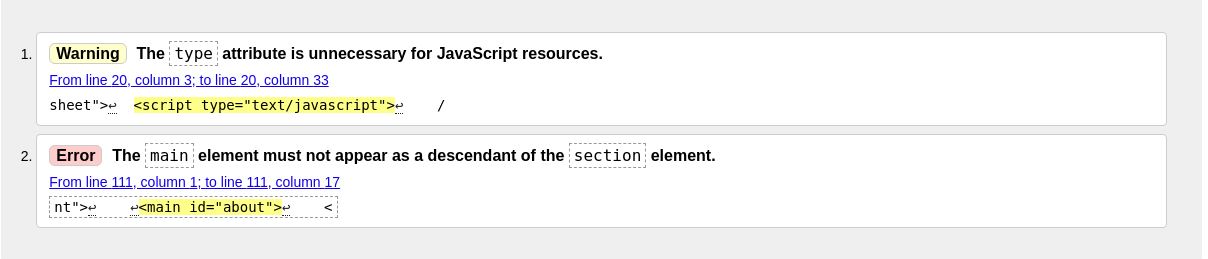 1. Warning The type attribute is unnecessary for JavaScript resources.
From line 20, column 3; to line 20, column 33
sheet">↩  <script type="text/javascript">↩    /
2. Error The main element must not appear as a descendant of the section element.
From line 111, column 1; to line 111, column 17
nt">↩    ↩<main id="about">↩    <